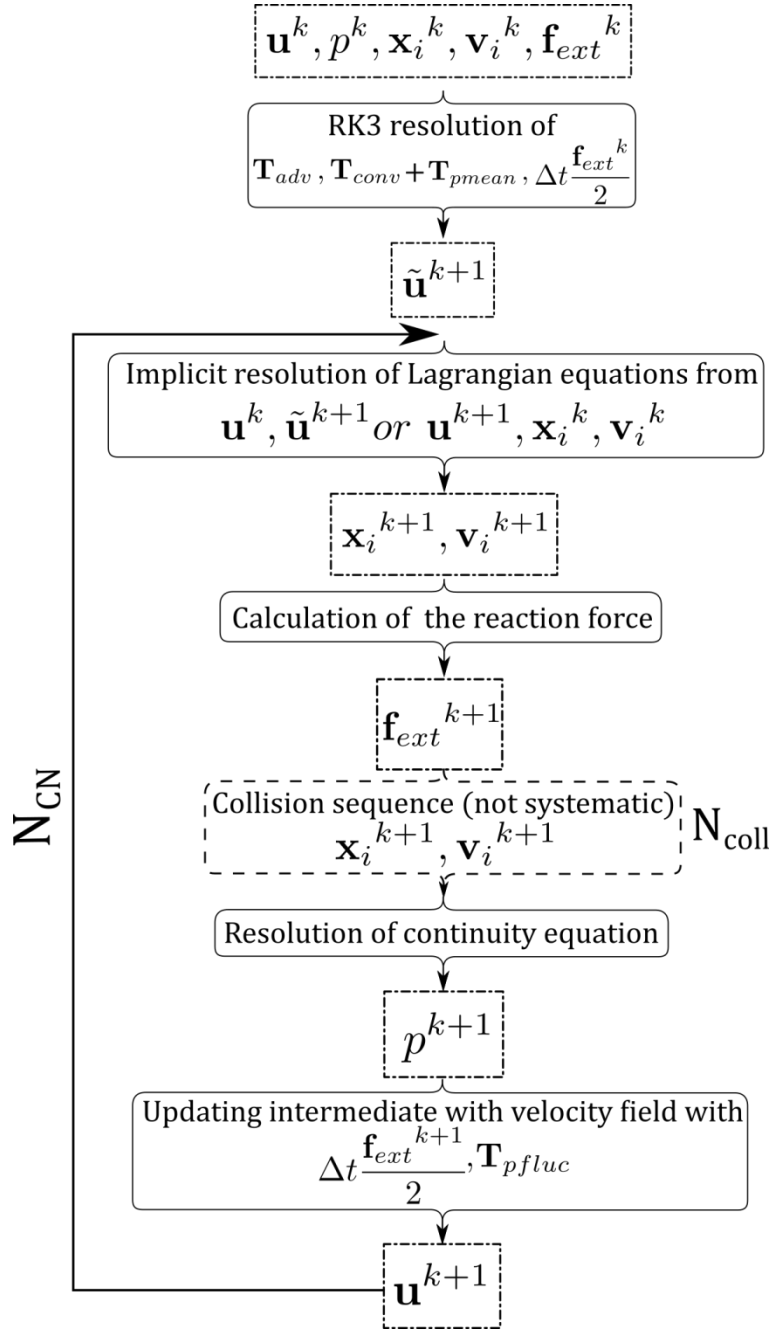 𝐮^k, p^k, 𝐱_i^k, 𝐯_i^k, 𝐟_ext^k
RK3 resolution of
𝐓_adv, 𝐓_conv + 𝐓_pmean, Δt 𝐟_ext^k / 2
ũ^{k+1}
Implicit resolution of Lagrangian equations from
𝐮^k, ũ^{k+1} or 𝐮^{k+1}, 𝐱_i^k, 𝐯_i^k
𝐱_i^{k+1}, 𝐯_i^{k+1}
Calculation of the reaction force
𝐟_ext^{k+1}
N_CN
Collision sequence (not systematic)
𝐱_i^{k+1}, 𝐯_i^{k+1}
N_coll
Resolution of continuity equation
p^{k+1}
Updating intermediate with velocity field with
Δt 𝐟_ext^{k+1} / 2, 𝐓_pfluc
𝐮^{k+1}